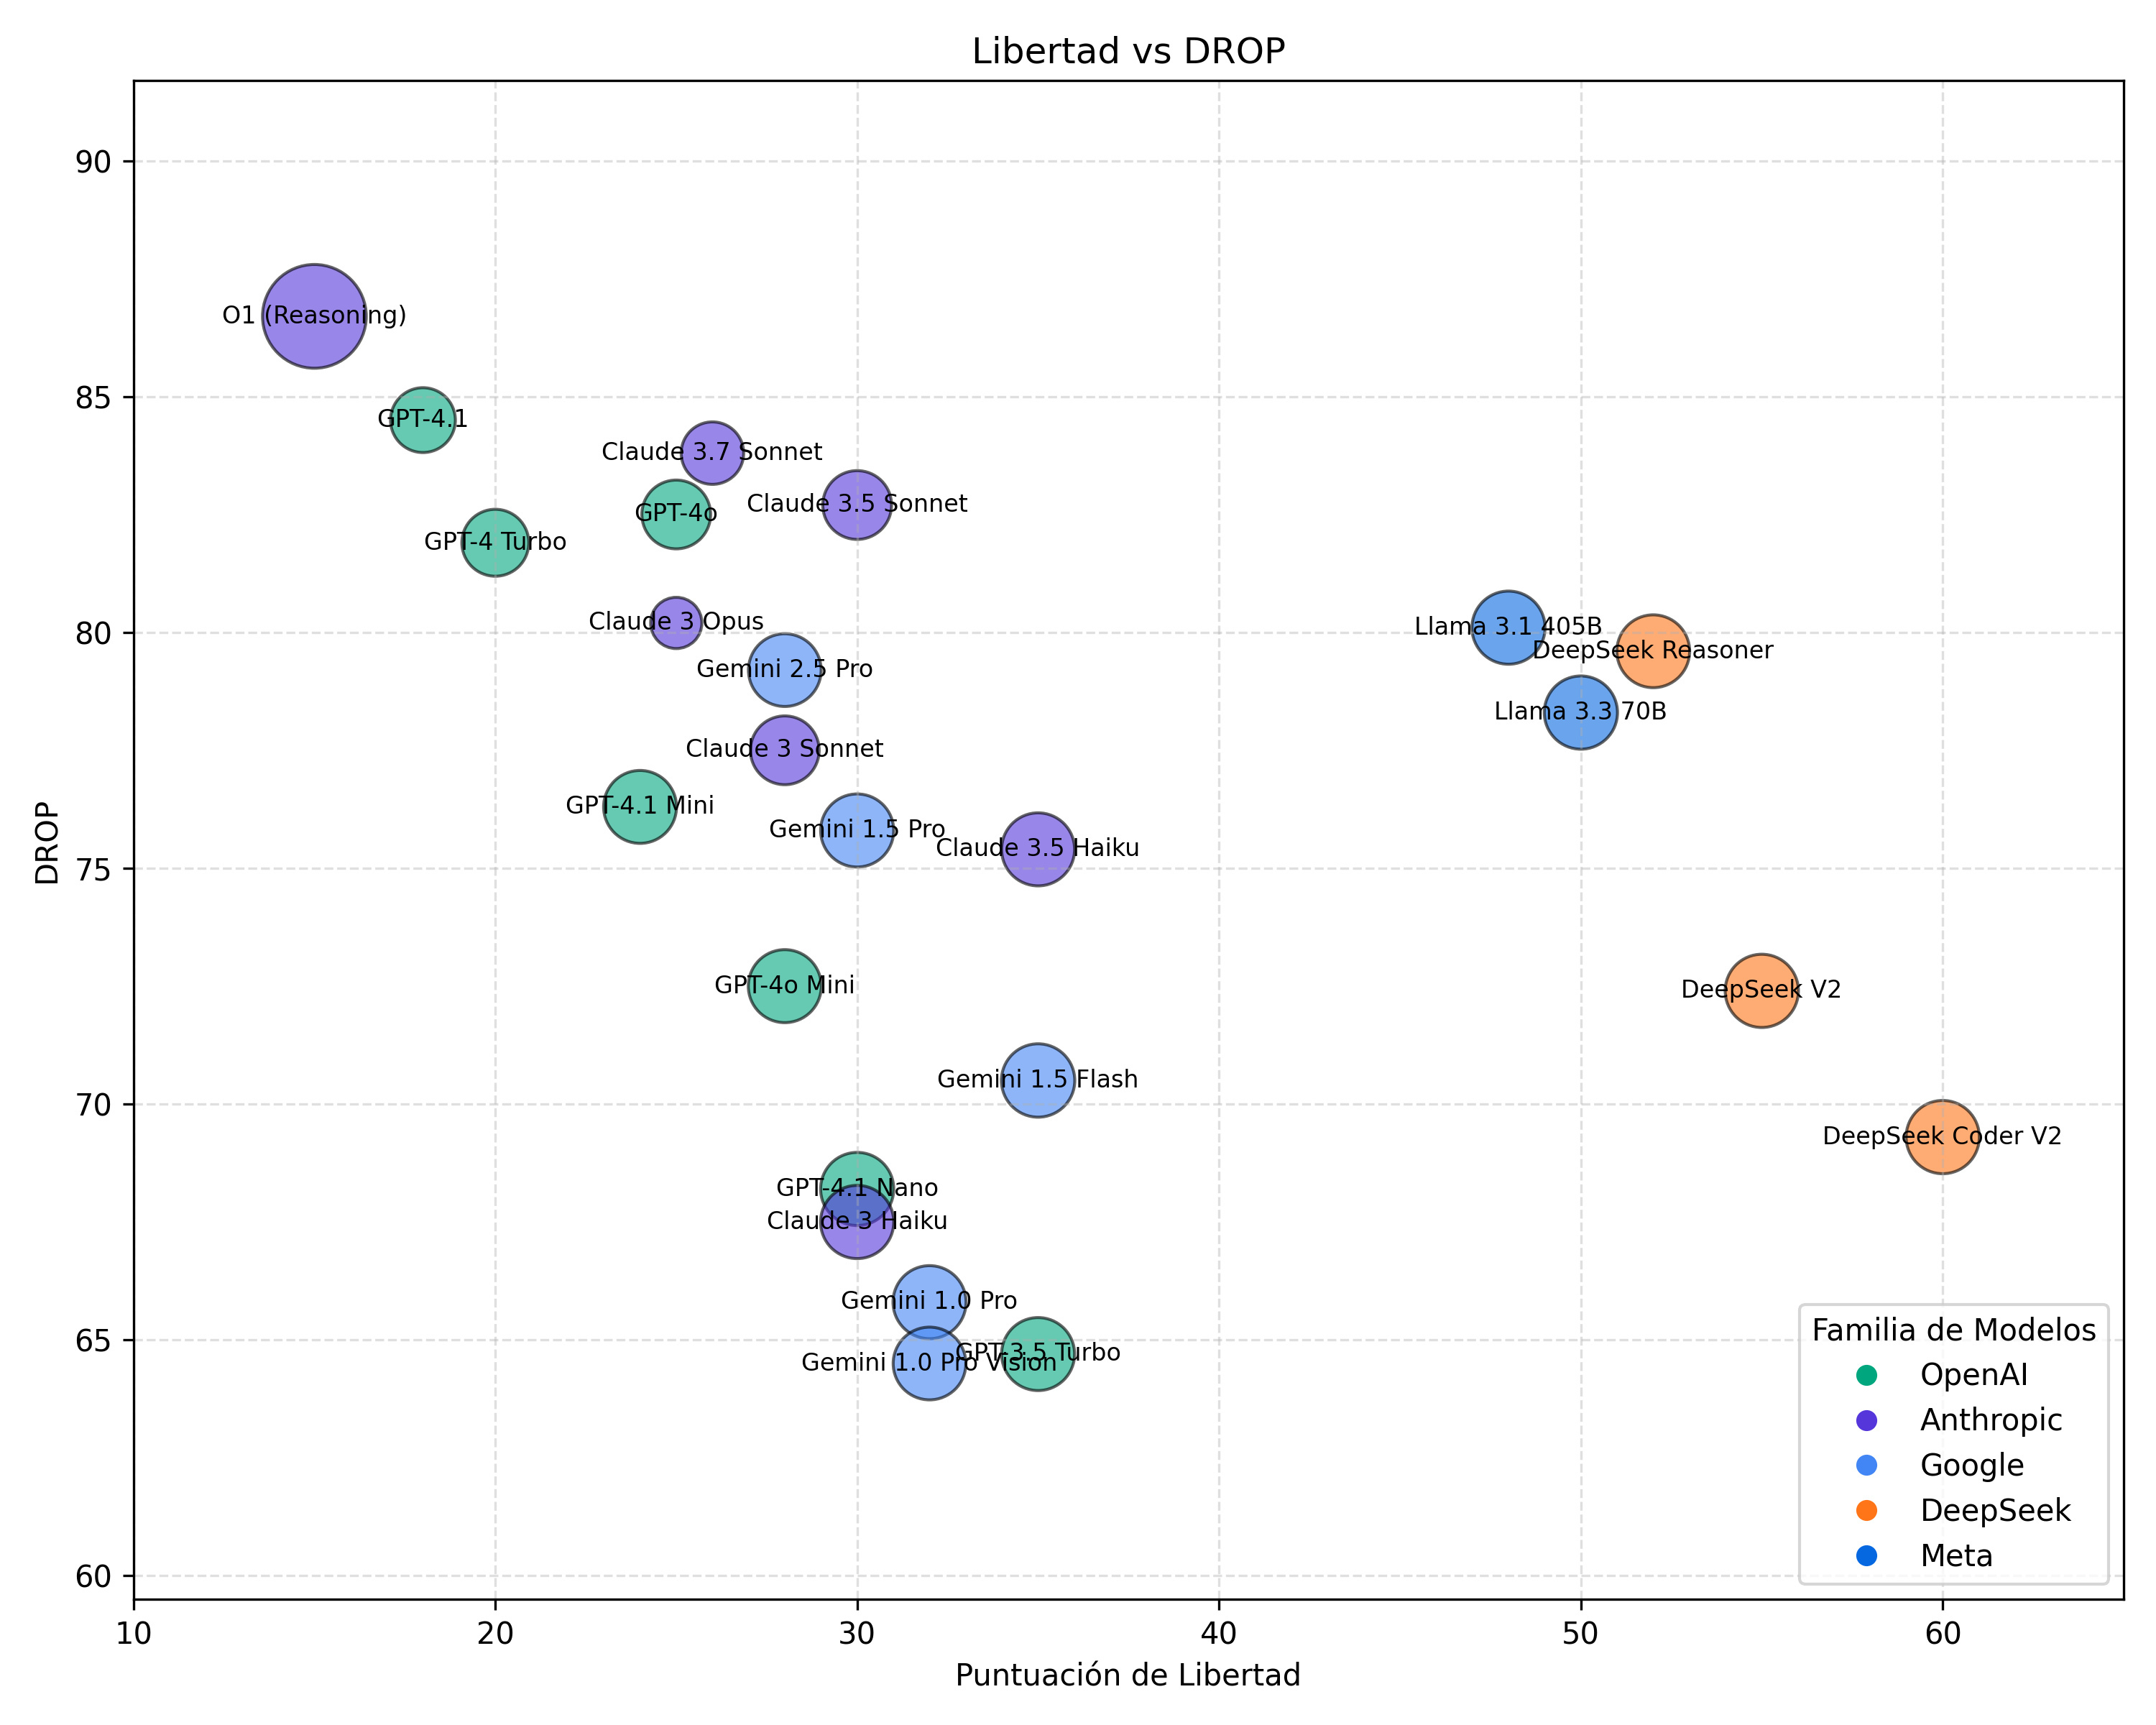 Libertad vs DROP
90
85
80
75
70
65
60
DROP
O1 (Reasoning)
GPT-4.1
Claude 3.7 Sonnet
Claude 3.5 Sonnet
GPT-4o
GPT-4 Turbo
Claude 3 Opus
Llama 3.1 405B
DeepSeek Reasoner
Gemini 2.5 Pro
Llama 3.3 70B
Claude 3 Sonnet
GPT-4.1 Mini
Gemini 1.5 Pro
Claude 3.5 Haiku
GPT-4o Mini
DeepSeek V2
Gemini 1.5 Flash
DeepSeek Coder V2
GPT-4.1 Nano
Claude 3 Haiku
Gemini 1.0 Pro
GPT-3.5 Turbo
Gemini 1.0 Pro Vision
Familia de Modelos
OpenAI
Anthropic
Google
DeepSeek
Meta
10 20 30 40 50 60
Puntuación de Libertad